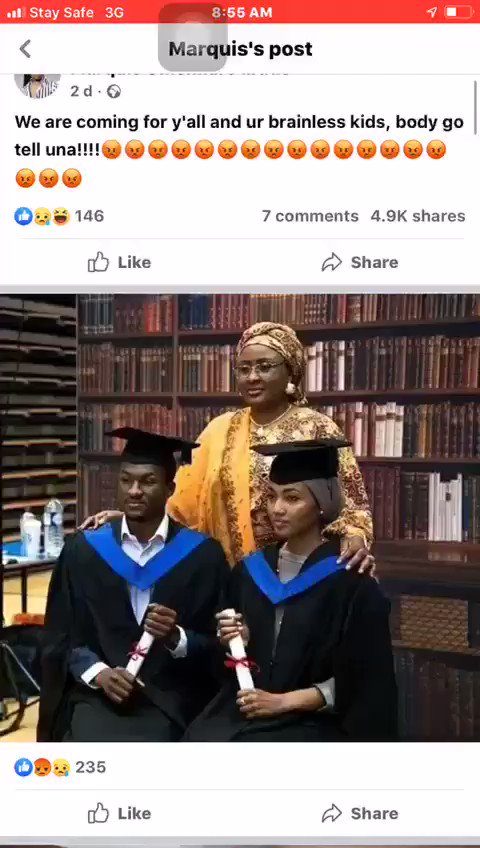 Stay Safe 3G 8:55 AM
Marquis's post
2 d
We are coming for y'all and ur brainless kids, body go
tell una!!!!😡😡😡😡😡😡😡😡😡😡😡😡😡😡😡
😡😡😡
146 7 comments 4.9K shares
Like Share
235
Like Share